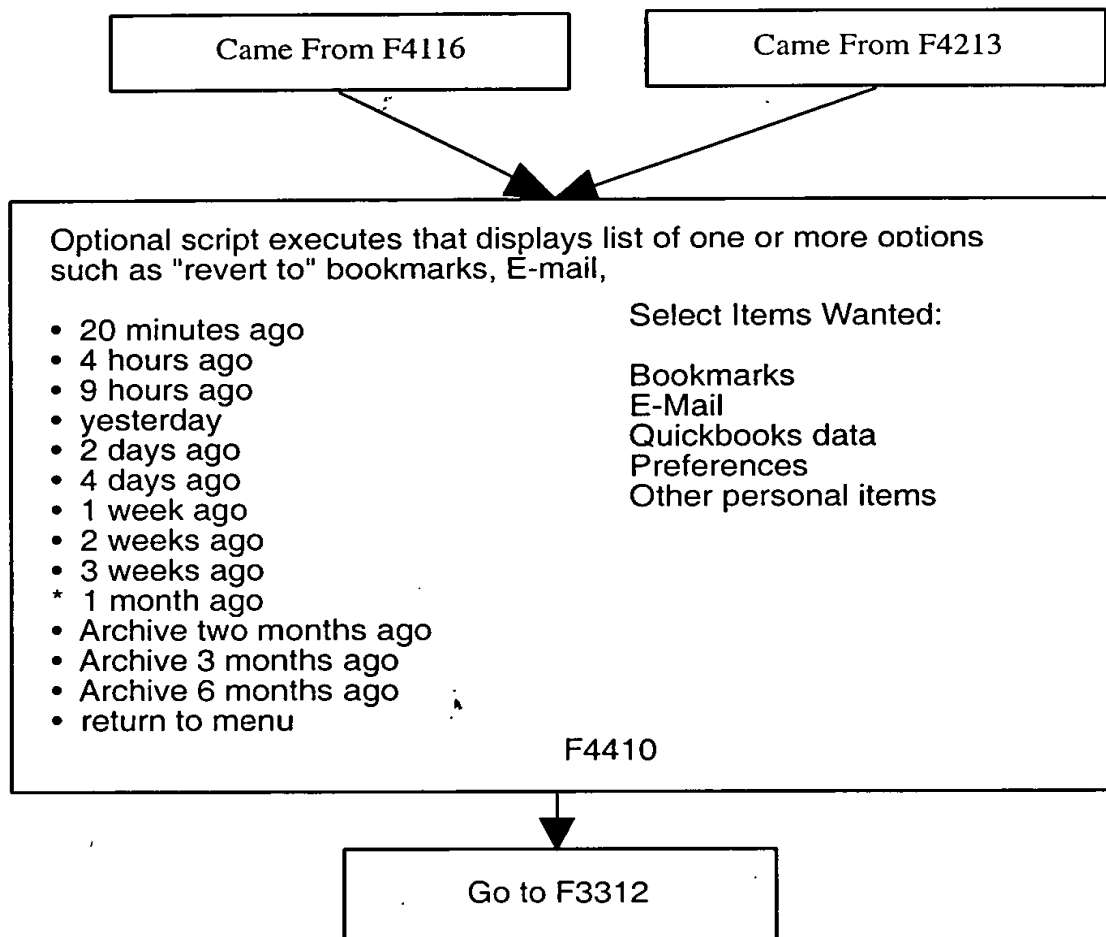 Came From F4116
Came From F4213
Optional script executes that displays list of one or more options
such as "revert to" bookmarks, E-mail,
• 20 minutes ago
• 4 hours ago
• 9 hours ago
• yesterday
• 2 days ago
• 4 days ago
• 1 week ago
• 2 weeks ago
• 3 weeks ago
* 1 month ago
• Archive two months ago
• Archive 3 months ago
• Archive 6 months ago
• return to menu
Select Items Wanted:
Bookmarks
E-Mail
Quickbooks data
Preferences
Other personal items
F4410
Go to F3312